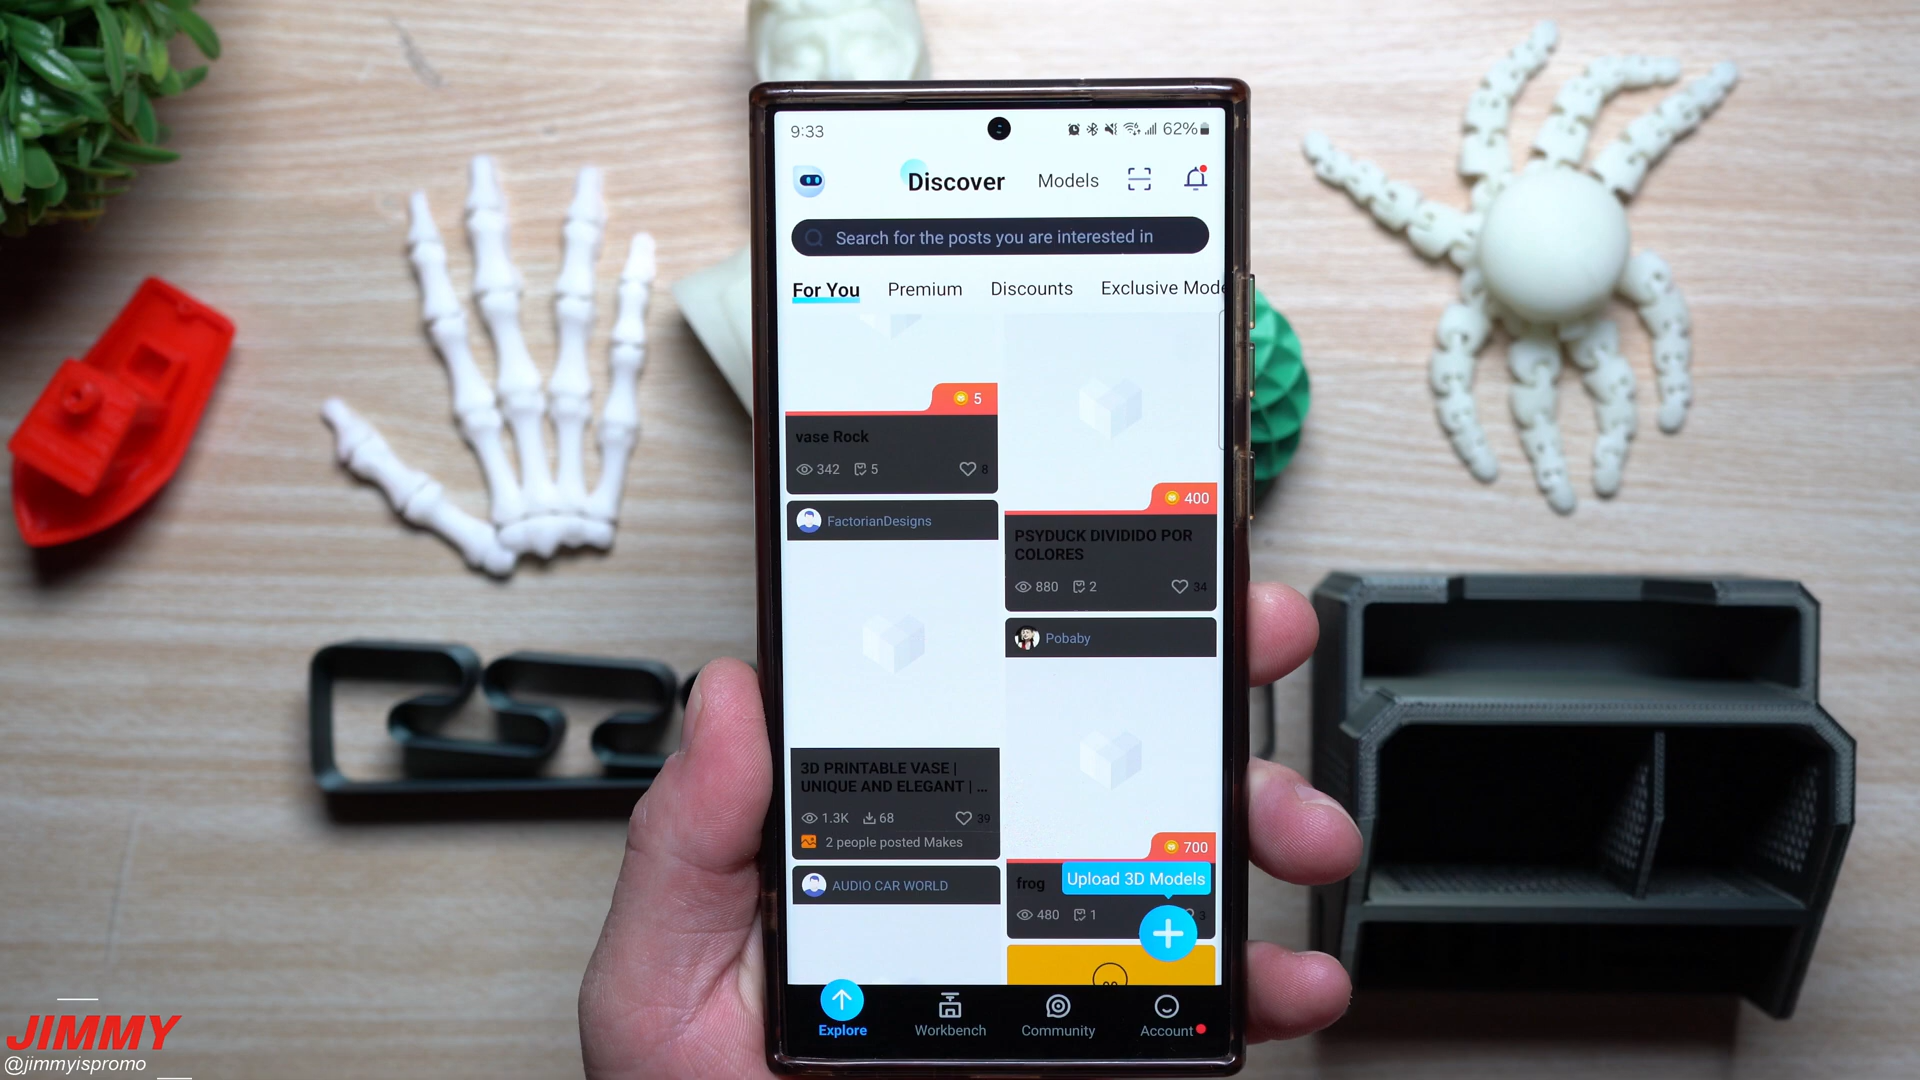 9:33
62%
Discover
Models
Search for the posts you are interested in
For You
Premium
Discounts
Exclusive Mode
5
vase Rock
342
5
8
FactorianDesigns
400
PSYDUCK DIVIDIDO POR
COLORES
880
2
34
Pobaby
3D PRINTABLE VASE |
UNIQUE AND ELEGANT | ...
1.3K
68
39
2 people posted Makes
AUDIO CAR WORLD
700
frog
Upload 3D Models
480
1
3
Explore
Workbench
Community
Account
JIMMY
@jimmyispromo